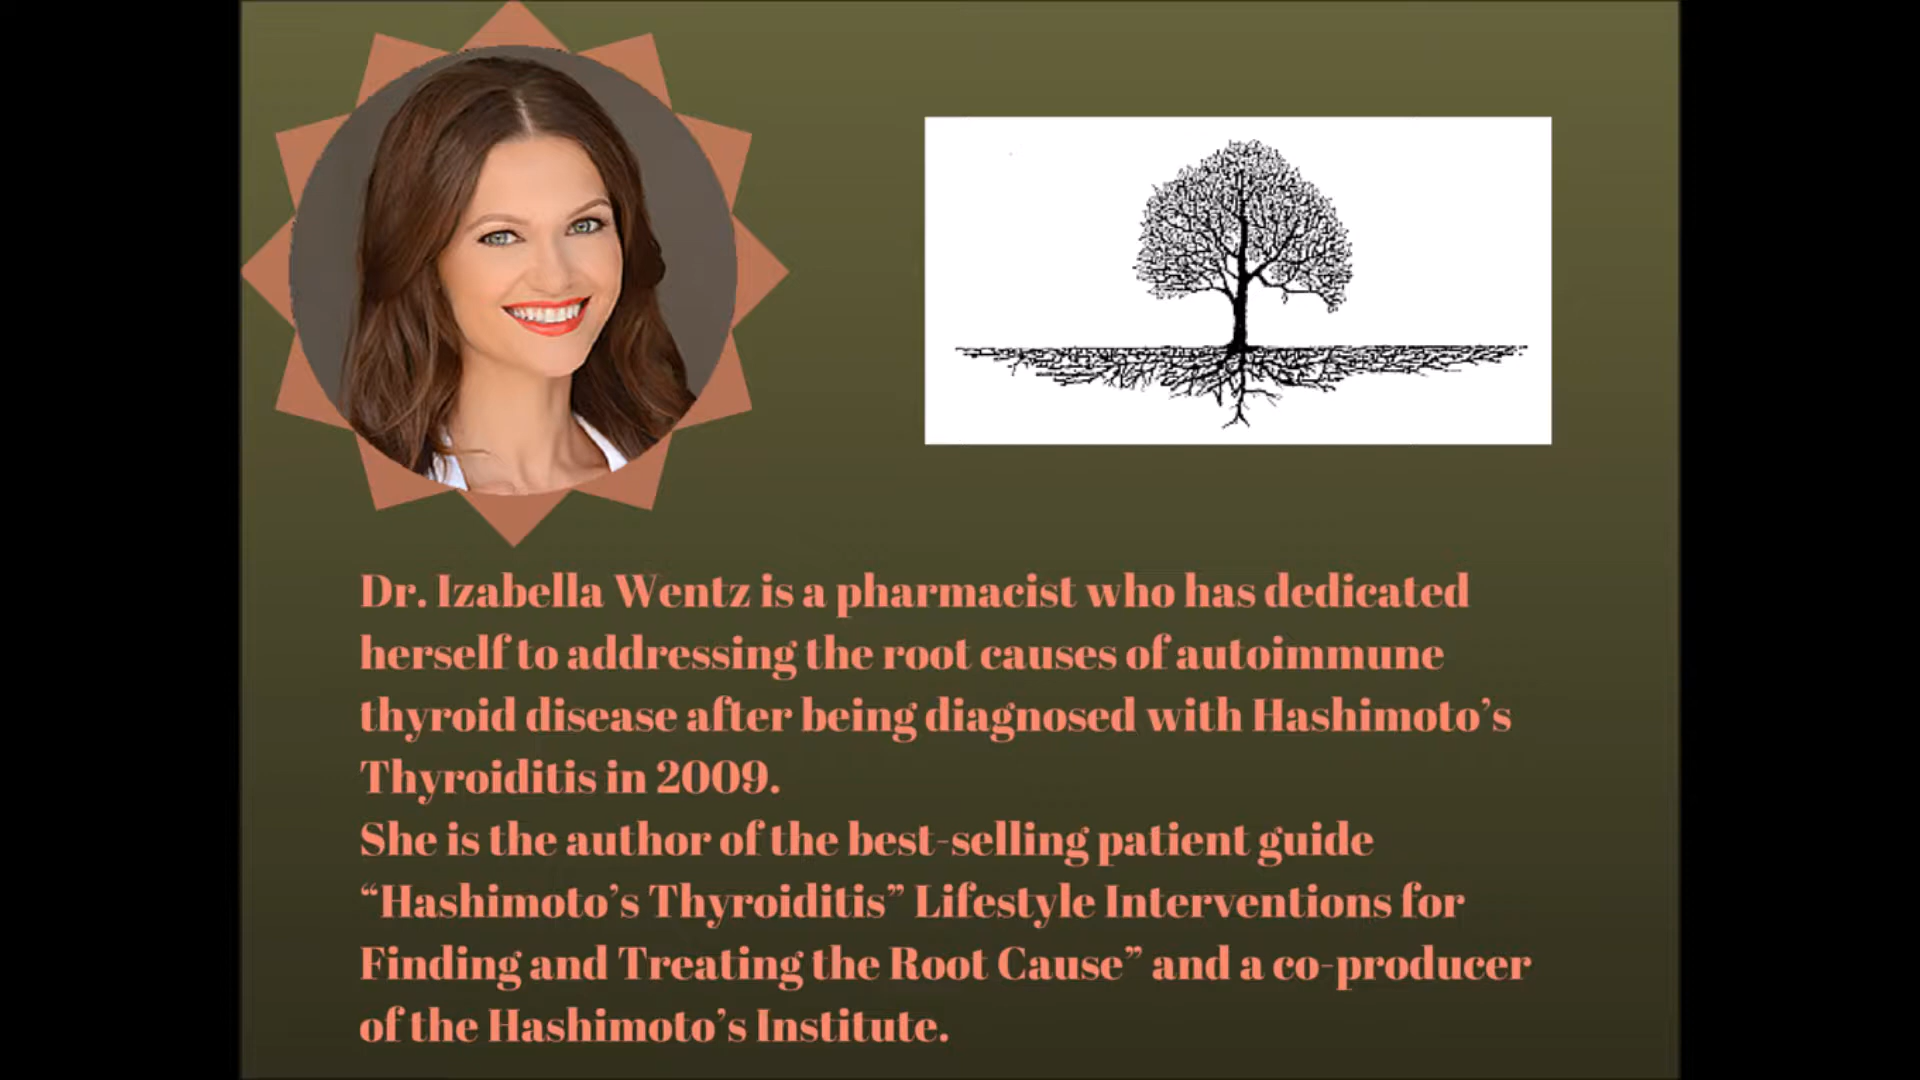 Dr. Izabella Wentz is a pharmacist who has dedicated
herself to addressing the root causes of autoimmune
thyroid disease after being diagnosed with Hashimoto’s
Thyroiditis in 2009.
She is the author of the best-selling patient guide
“Hashimoto’s Thyroiditis” Lifestyle Interventions for
Finding and Treating the Root Cause” and a co-producer
of the Hashimoto’s Institute.